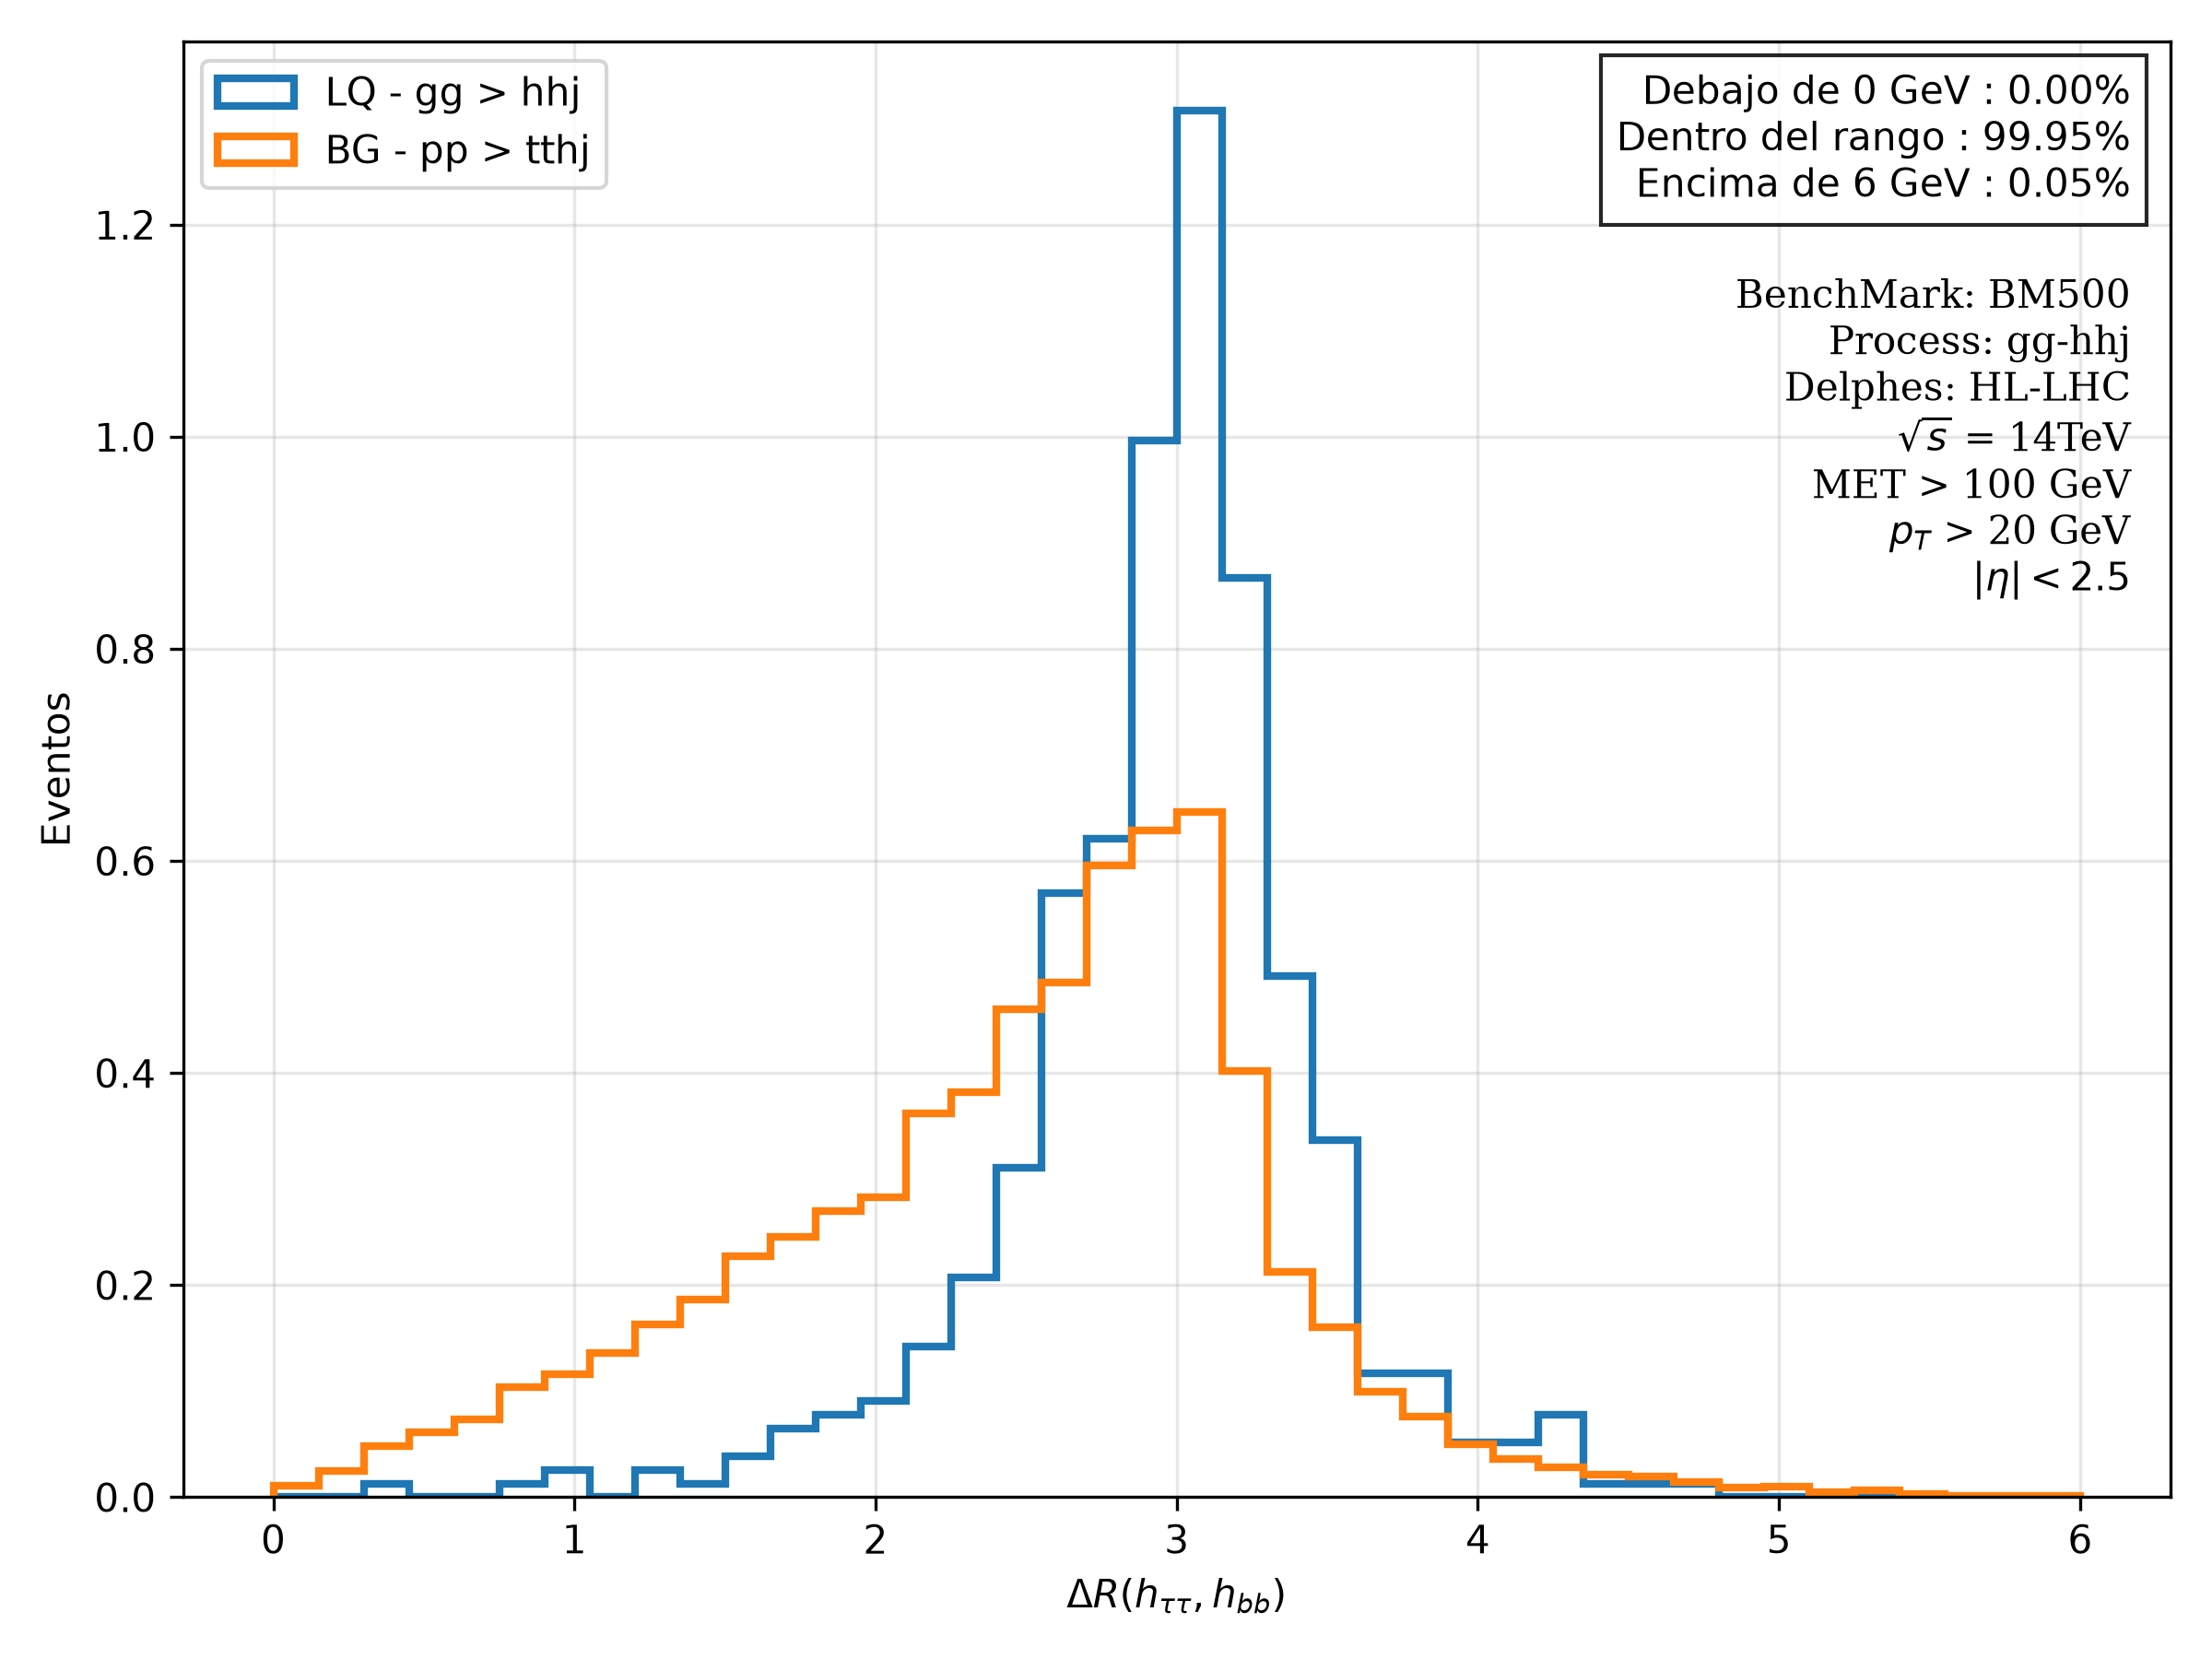 LQ - gg > hhj
BG - pp > tthj
Debajo de 0 GeV : 0.00%
Dentro del rango : 99.95%
Encima de 6 GeV : 0.05%
BenchMark: BM500
Process: gg-hhj
Delphes: HL-LHC
√s = 14TeV
MET > 100 GeV
p_T > 20 GeV
|η| < 2.5
Eventos
1.2
1.0
0.8
0.6
0.4
0.2
0.0
0 1 2 3 4 5 6
ΔR(h_ττ, h_bb)